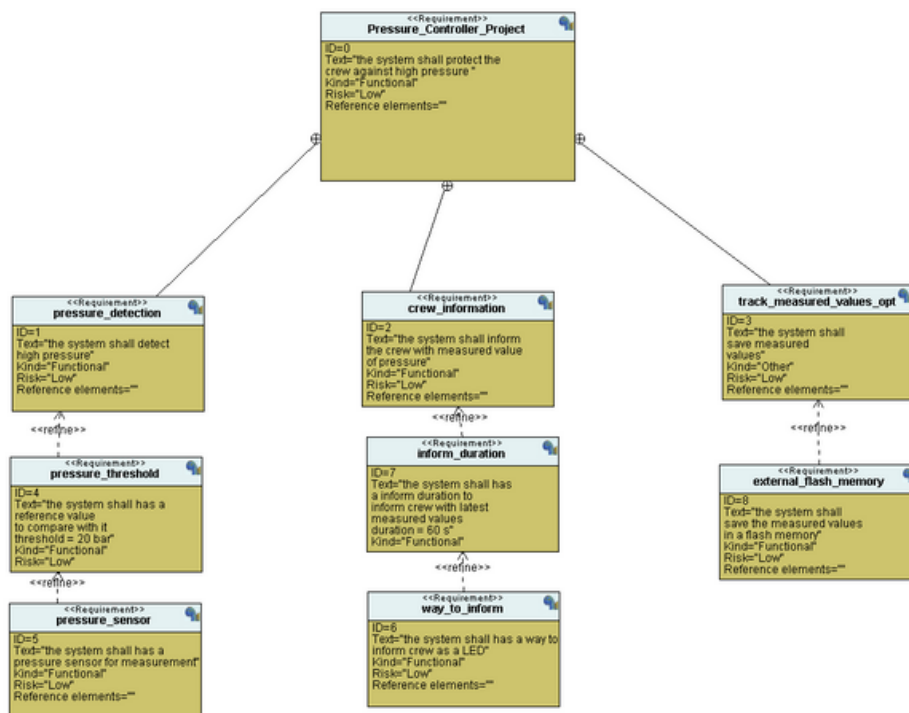 <<Requirement>>
Pressure_Controller_Project
ID=0
Text="the system shall protect the
crew against high pressure "
Kind="Functional"
Risk="Low"
Reference elements=""
<<Requirement>>
pressure_detection
ID=1
Text="the system shall detect
high pressure"
Kind="Functional"
Risk="Low"
Reference elements=""
<<refine>>
<<Requirement>>
pressure_threshold
ID=4
Text="the system shall has a
reference value
to compare with it
threshold = 20 bar"
Kind="Functional"
Risk="Low"
<<refine>>
<<Requirement>>
pressure_sensor
ID=5
Text="the system shall has a
pressure sensor for measurement"
Kind="Functional"
Risk="Low"
Reference elements=""
<<Requirement>>
crew_information
ID=2
Text="the system shall inform
the crew with measured value
of pressure"
Kind="Functional"
Risk="Low"
Reference elements=""
<<refine>>
<<Requirement>>
inform_duration
ID=7
Text="the system shall has
a inform duration to
inform crew with latest
measured values
duration = 60 s"
Kind="Functional"
<<refine>>
<<Requirement>>
way_to_inform
ID=6
Text="the system shall has a way to
inform crew as a LED"
Kind="Functional"
Risk="Low"
Reference elements=""
<<Requirement>>
track_measured_values_opt
ID=3
Text="the system shall
save measured
values"
Kind="Other"
Risk="Low"
Reference elements=""
<<refine>>
<<Requirement>>
external_flash_memory
ID=8
Text="the system shall
save the measured values
in a flash memory"
Kind="Functional"
Risk="Low"
Reference elements=""